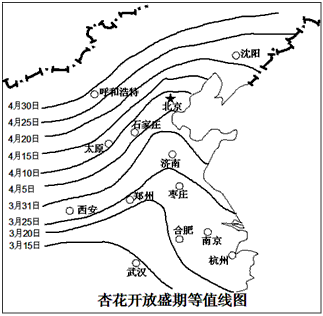 沈阳
呼和浩特
4月30日
北京
4月25日
石家庄
4月20日
太原
4月15日
济南
4月10日
4月5日
枣庄
3月31日
郑州
西安
3月25日
3月20日
合肥
南京
3月15日
杭州
武汉
杏花开放盛期等值线图